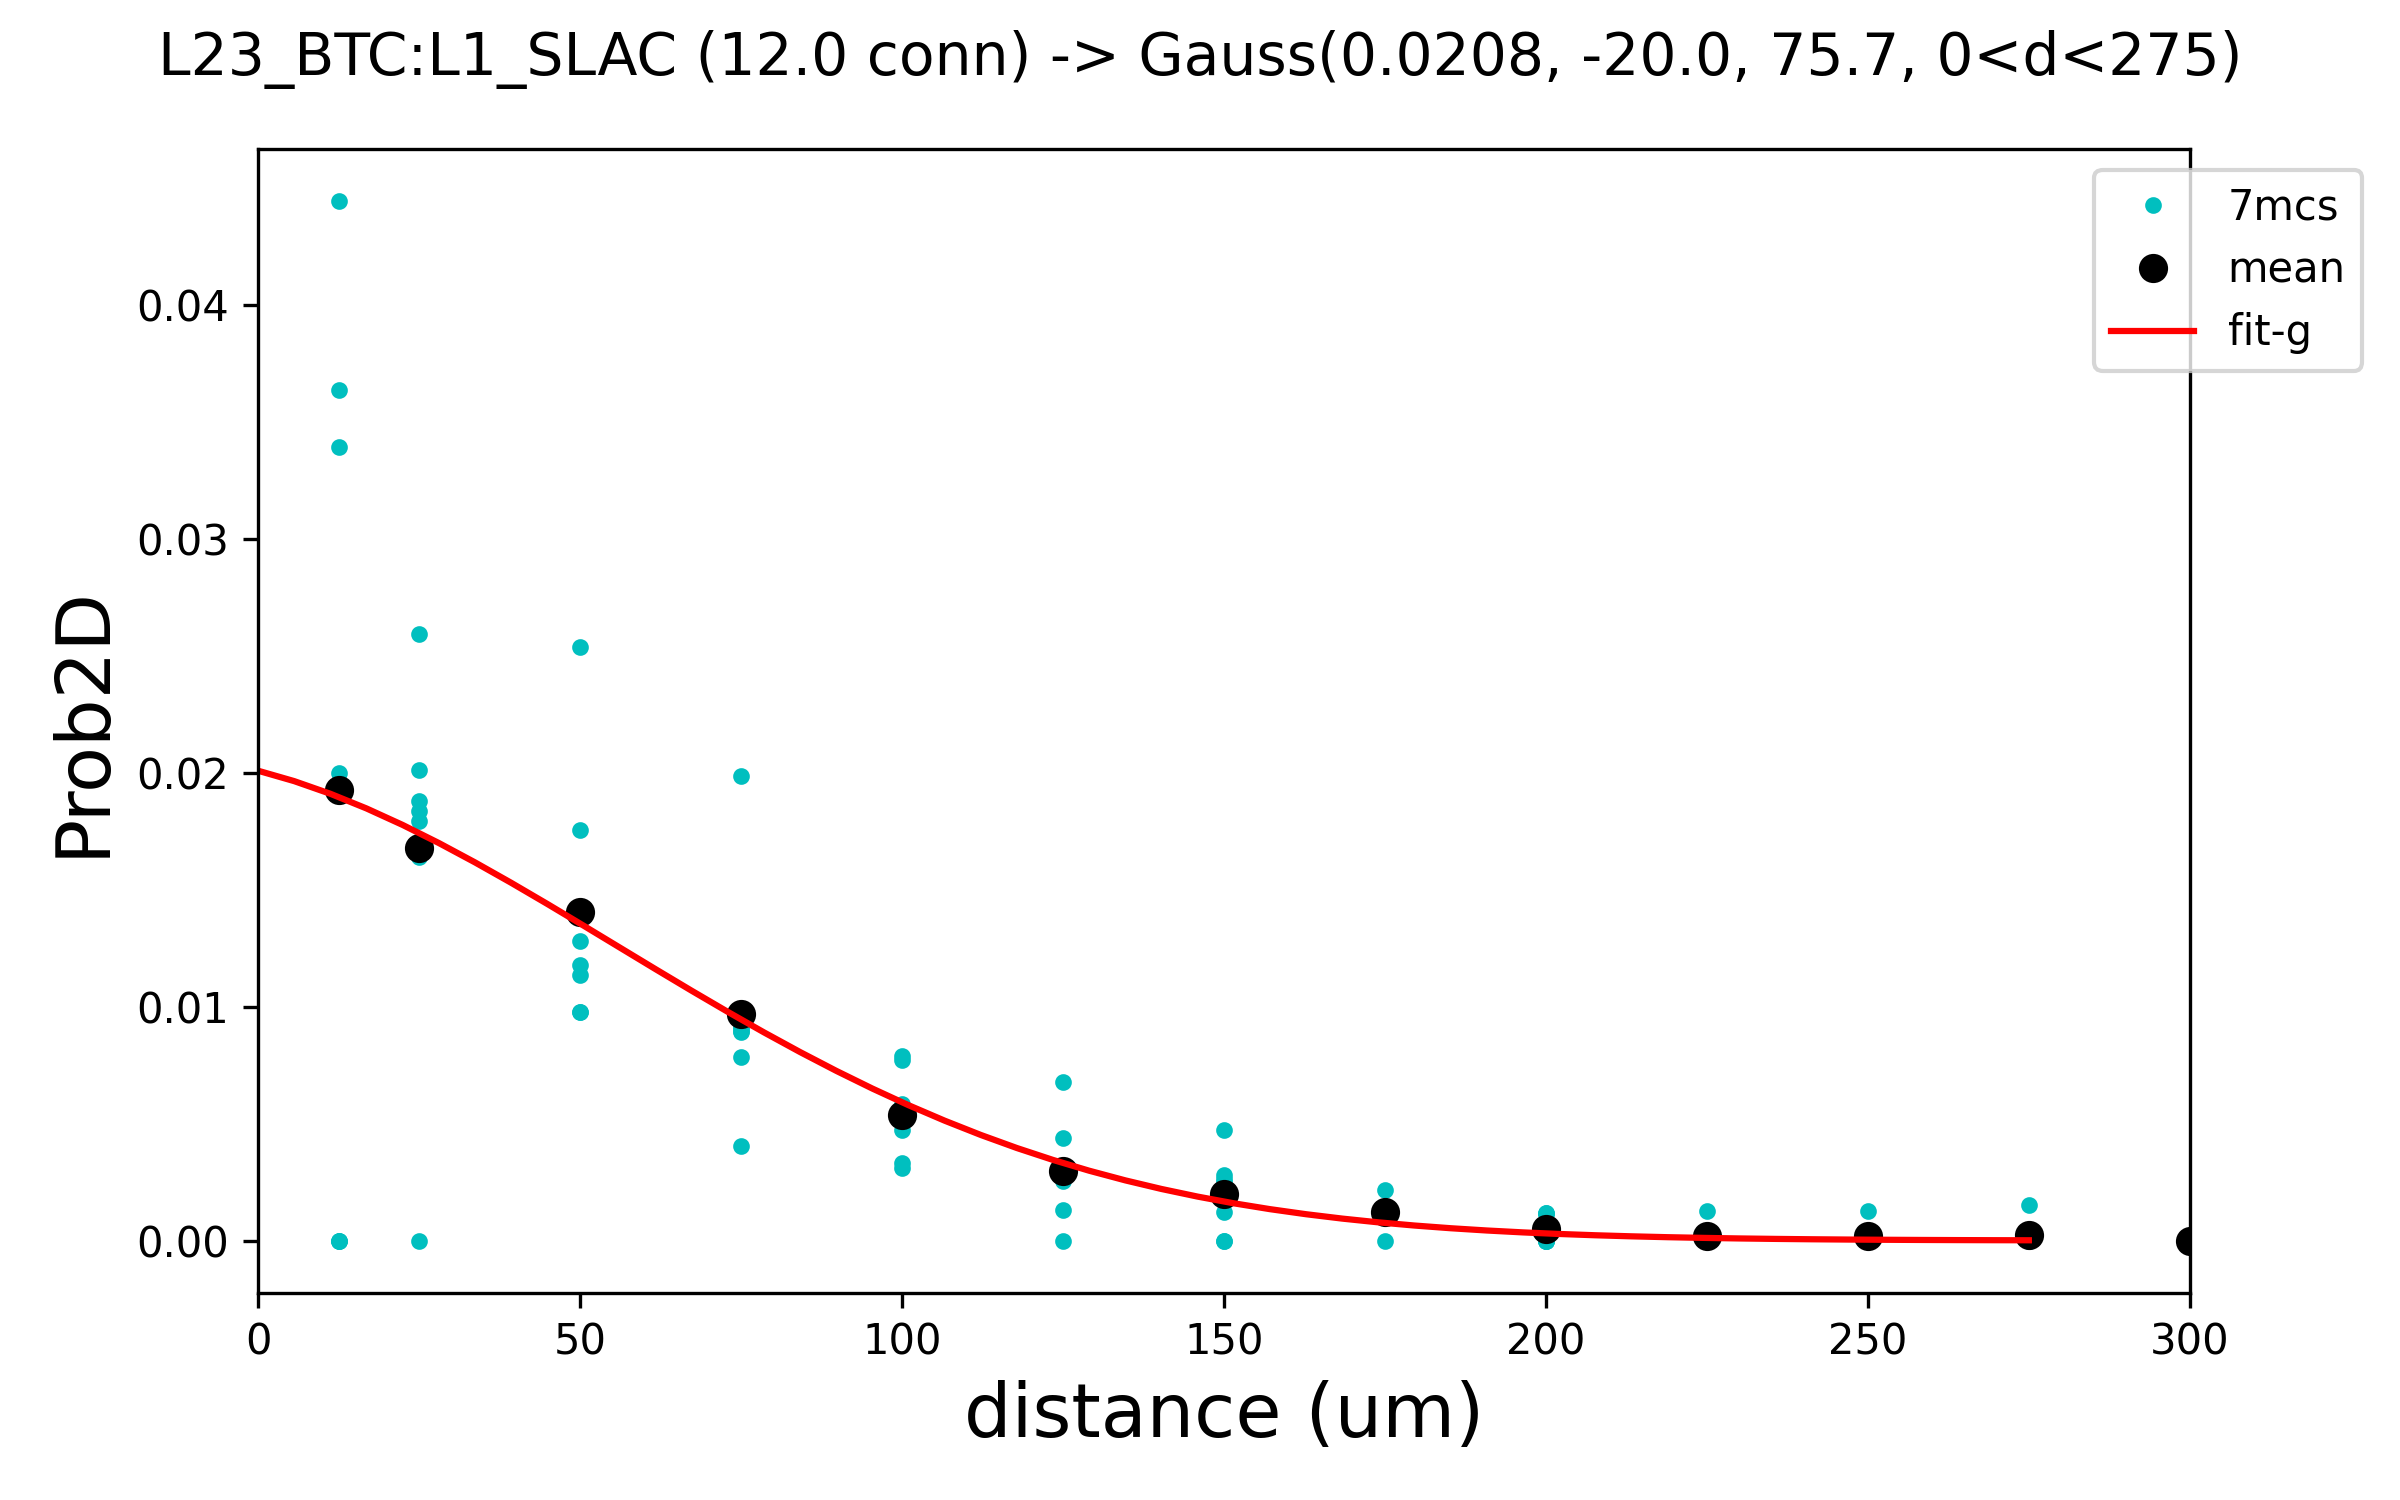 L23_BTC:L1_SLAC (12.0 conn) -> Gauss(0.0208, -20.0, 75.7, 0<d<275)
7mcs
mean
fit-g
0.04
0.03
0.02
0.01
0.00
Prob2D
0 50 100 150 200 250 300
distance (um)